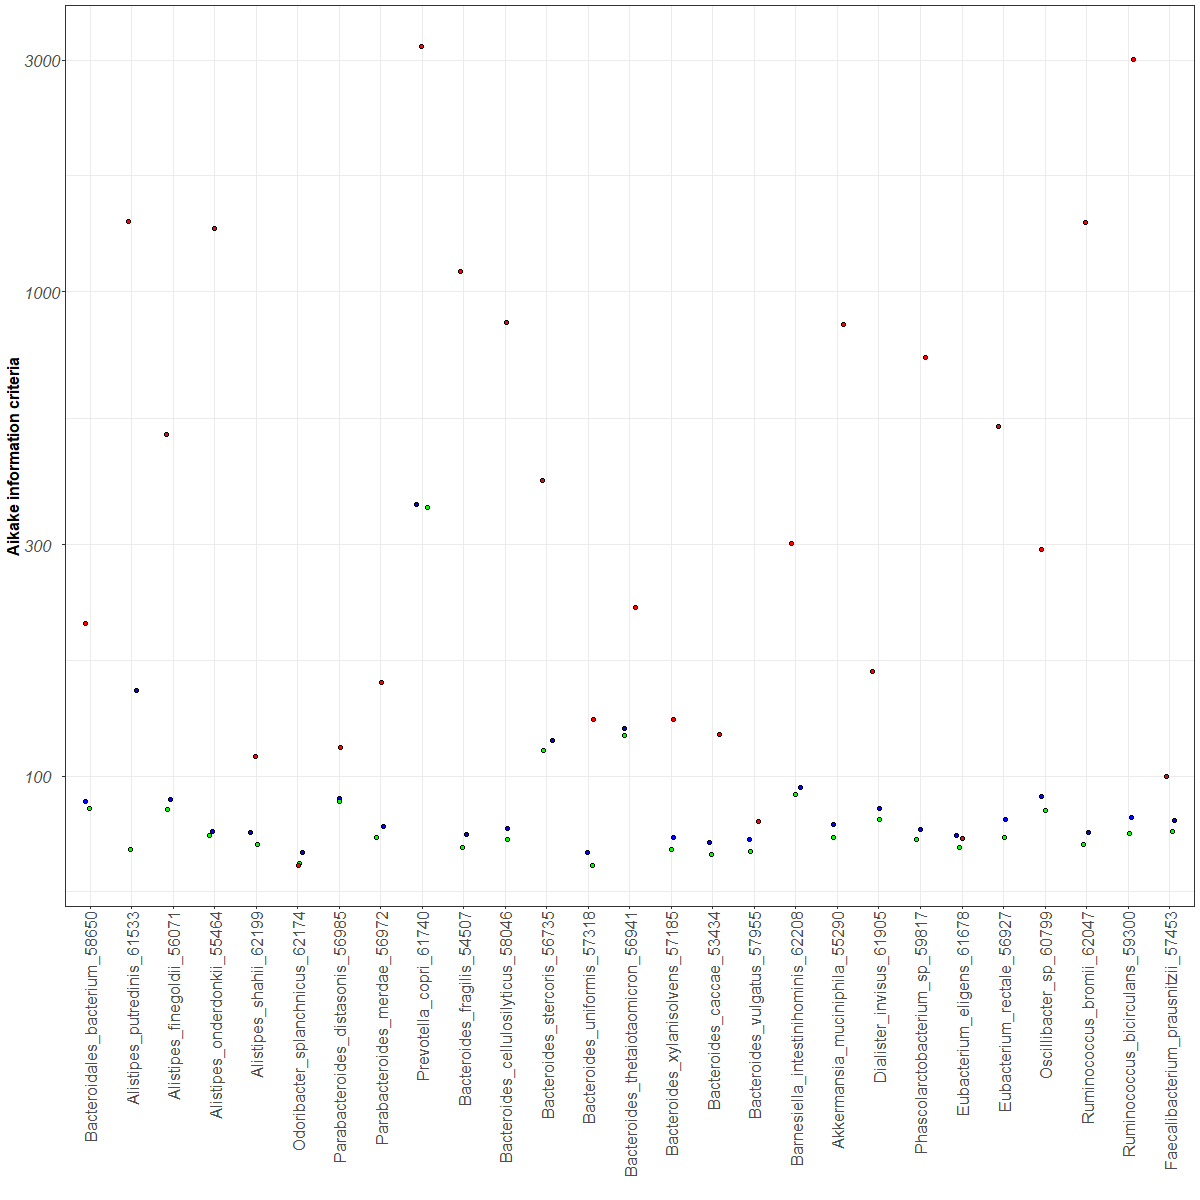 3000
1000
300
100
Aikake information criteria
Bacteroidales_bacterium_58650
Alistipes_putredinis_61533
Alistipes_finegoldii_56071
Alistipes_onderdonkii_55464
Alistipes_shahii_62199
Odoribacter_splanchnicus_62174
Parabacteroides_distasonis_56985
Parabacteroides_merdae_56972
Prevotella_copri_61740
Bacteroides_fragilis_54507
Bacteroides_cellulosilyticus_58046
Bacteroides_stercoris_56735
Bacteroides_uniformis_57318
Bacteroides_thetaiotaomicron_56941
Bacteroides_xylanisolvens_57185
Bacteroides_caccae_53434
Bacteroides_vulgatus_57955
Barnesiella_intestinihominis_62208
Akkermansia_muciniphila_55290
Dialister_invisus_61905
Phascolarctobacterium_sp_59817
Eubacterium_eligens_61678
Eubacterium_rectale_56927
Oscillibacter_sp_60799
Ruminococcus_bromii_62047
Ruminococcus_bicirculans_59300
Faecalibacterium_prausnitzii_57453